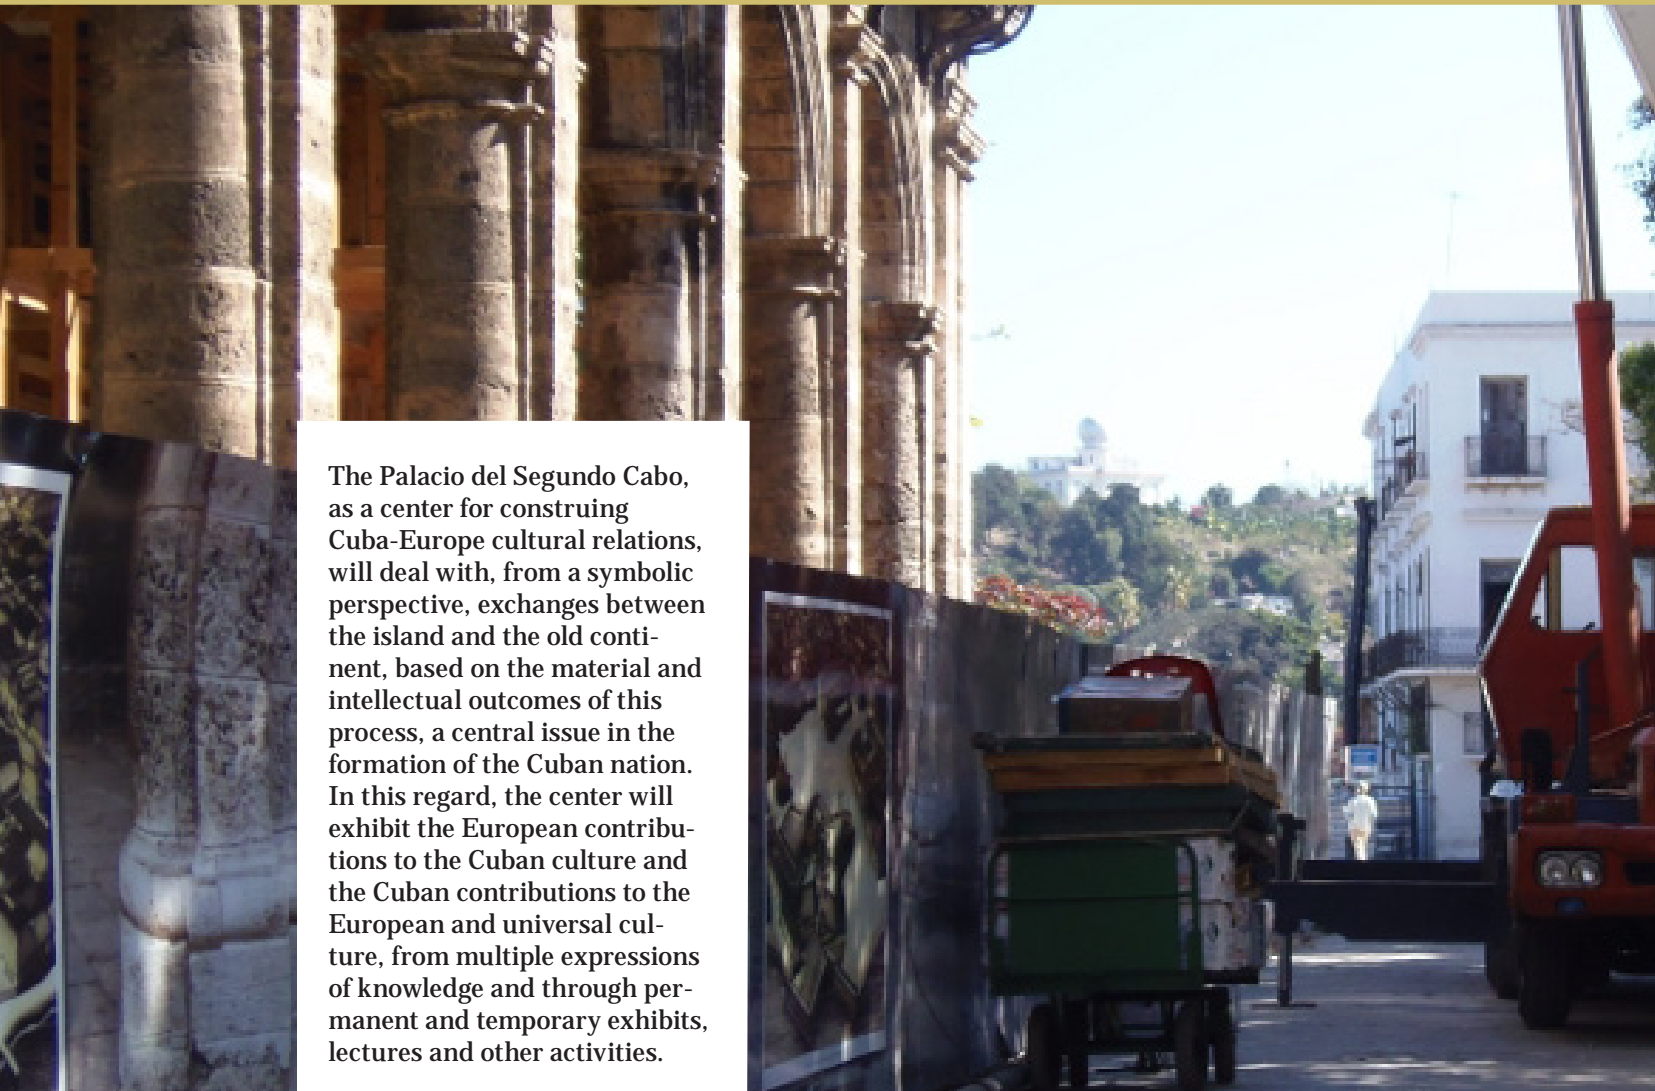 The Palacio del Segundo Cabo,
as a center for construing
Cuba-Europe cultural relations,
will deal with, from a symbolic
perspective, exchanges between
the island and the old conti-
nent, based on the material and
intellectual outcomes of this
process, a central issue in the
formation of the Cuban nation.
In this regard, the center will
exhibit the European contribu-
tions to the Cuban culture and
the Cuban contributions to the
European and universal cul-
ture, from multiple expressions
of knowledge and through per-
manent and temporary exhibits,
lectures and other activities.